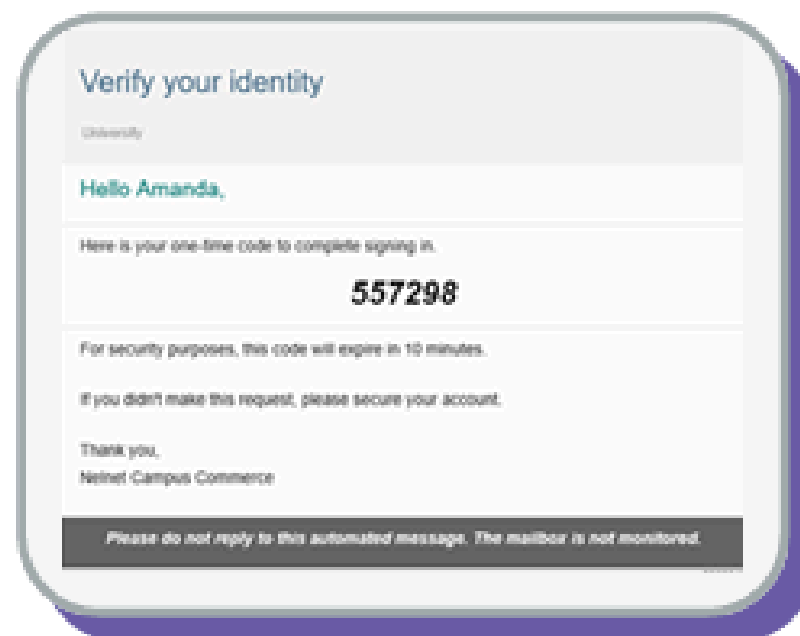 Verify your identity
University
Hello Amanda,
Here is your one-time code to complete signing in.
557298
For security purposes, this code will expire in 10 minutes.
If you didn't make this request, please secure your account.
Thank you,
Nelnet Campus Commerce
Please do not reply to this automated message. The mailbox is not monitored.